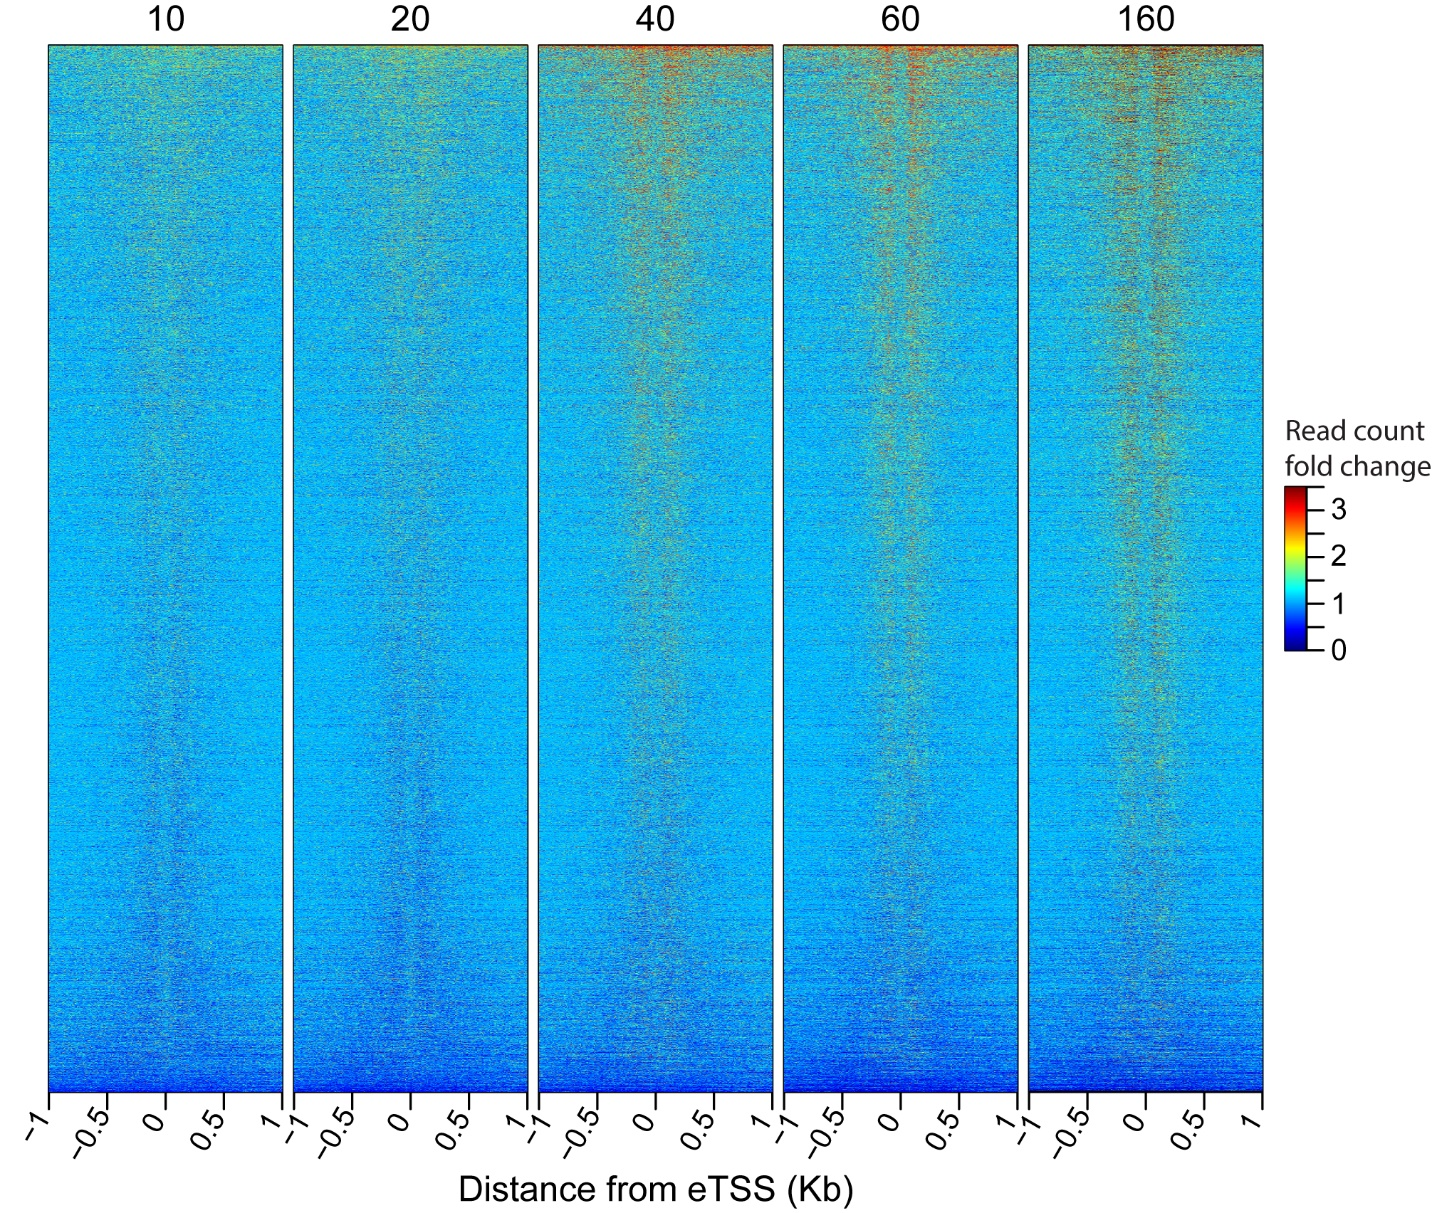 10 20 40 60 160
Read count
fold change
3
2
1
0
−1 −0.5 0 0.5 1 −1 −0.5 0 0.5 1 −1 −0.5 0 0.5 1 −1 −0.5 0 0.5 1 −1 −0.5 0 0.5 1
Distance from eTSS (Kb)